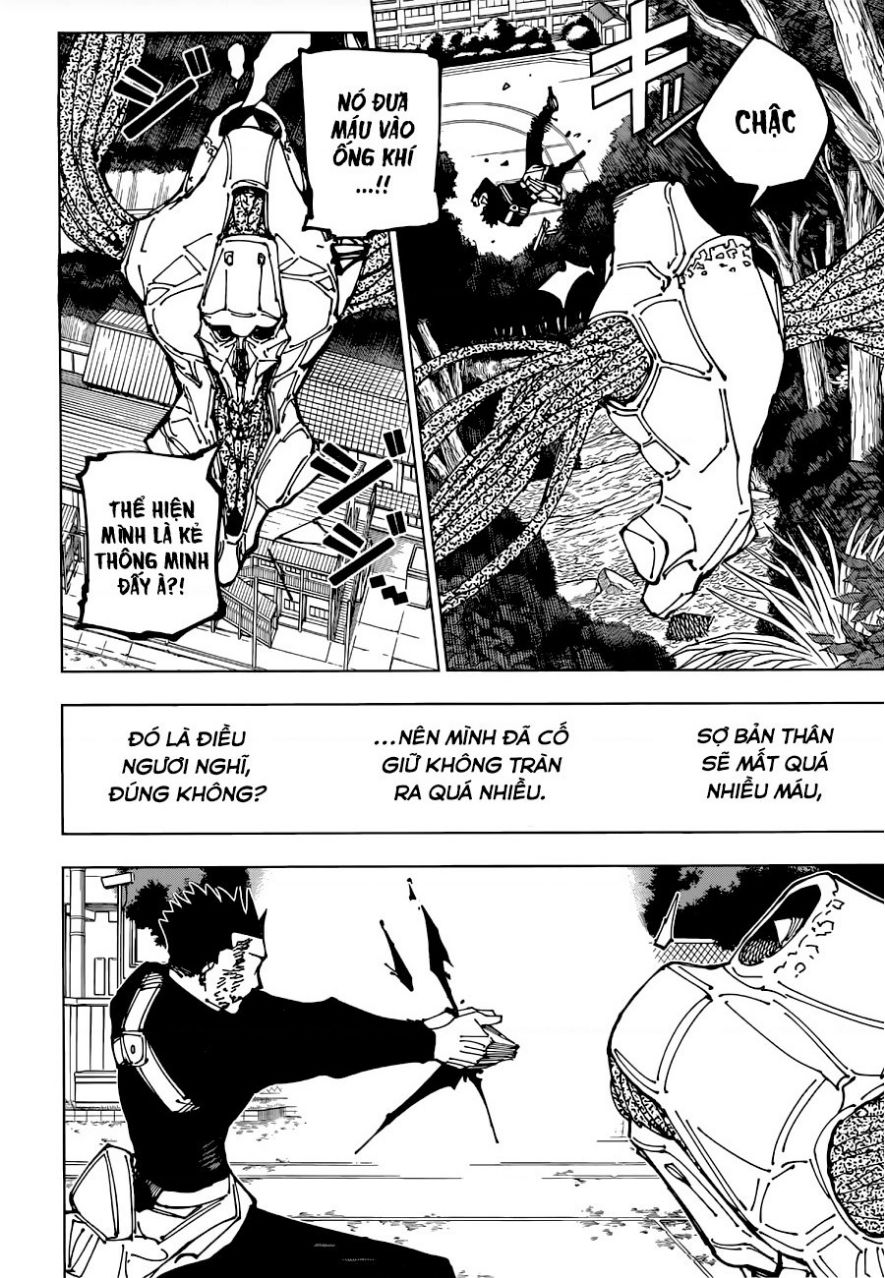 CHẬC
NÓ ĐƯA
MÁU VÀO
ỐNG KHÍ
...!!
THỂ HIỆN
MÌNH LÀ KẺ
THÔNG MINH
ĐẤY À?!
SỢ BẢN THÂN
SẼ MẤT QUÁ
NHIỀU MÁU,
...NÊN MÌNH ĐÃ CỐ
GIỮ KHÔNG TRÀN
RA QUÁ NHIỀU.
ĐÓ LÀ ĐIỀU
NGƯƠI NGHĨ,
ĐÚNG KHÔNG?